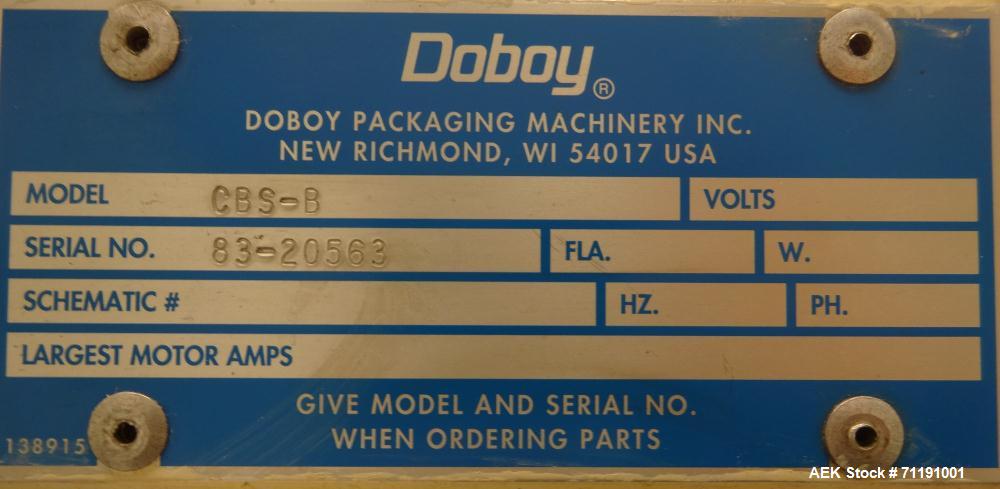 Doboy®
DOBOY PACKAGING MACHINERY INC.
NEW RICHMOND, WI 54017 USA
MODEL CBS-B VOLTS
SERIAL NO. 83-20563 FLA. W.
SCHEMATIC # HZ. PH.
LARGEST MOTOR AMPS
GIVE MODEL AND SERIAL NO.
WHEN ORDERING PARTS
138915
AEK Stock # 71191001